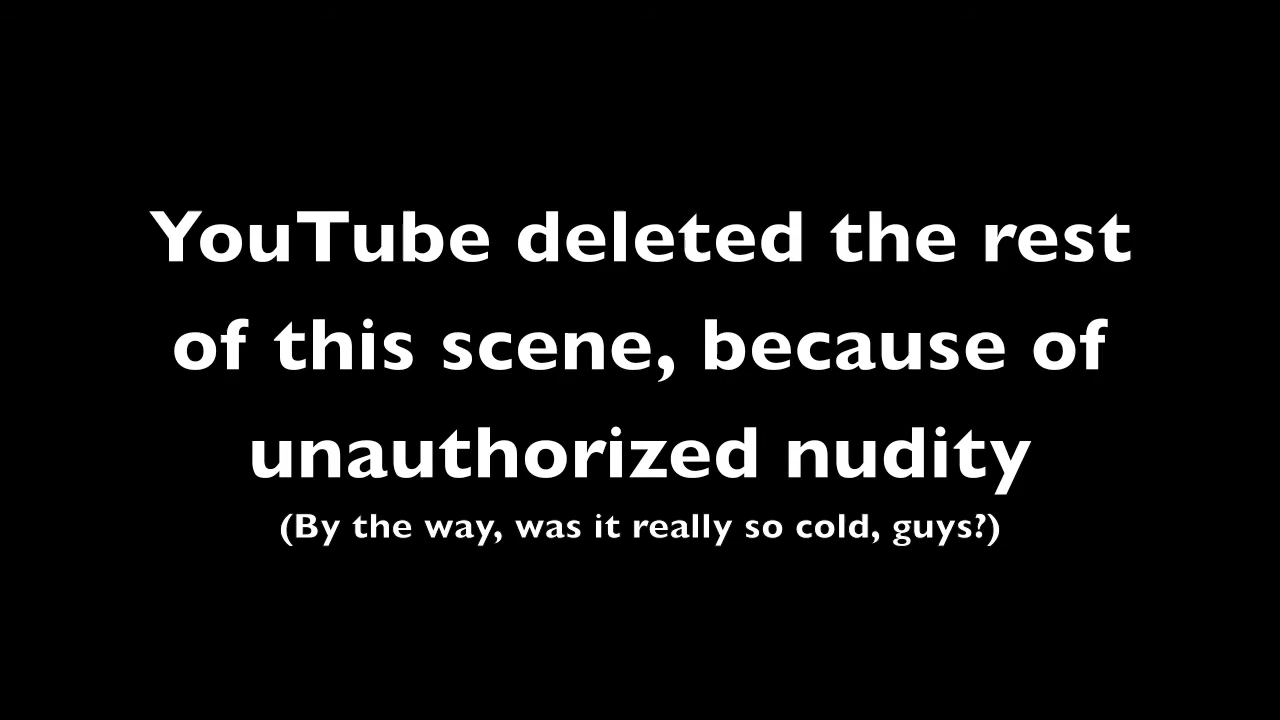 YouTube deleted the rest
of this scene, because of
unauthorized nudity
(By the way, was it really so cold, guys?)